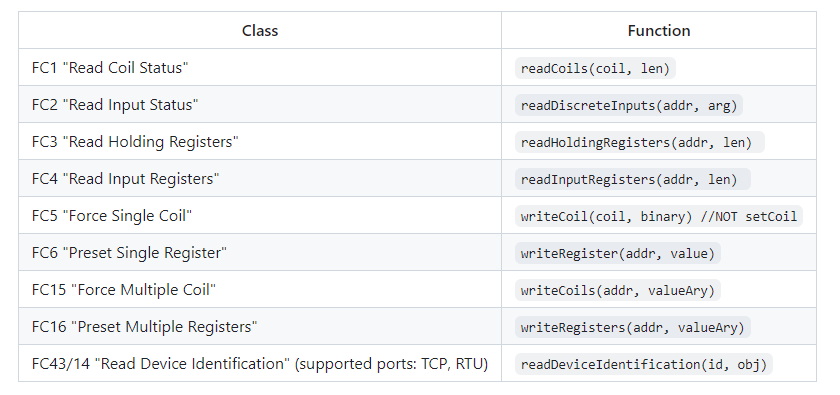 Class Function
FC1 "Read Coil Status" readCoils(coil, len)
FC2 "Read Input Status" readDiscreteInputs(addr, arg)
FC3 "Read Holding Registers" readHoldingRegisters(addr, len)
FC4 "Read Input Registers" readInputRegisters(addr, len)
FC5 "Force Single Coil" writeCoil(coil, binary) //NOT setCoil
FC6 "Preset Single Register" writeRegister(addr, value)
FC15 "Force Multiple Coil" writeCoils(addr, valueAry)
FC16 "Preset Multiple Registers" writeRegisters(addr, valueAry)
FC43/14 "Read Device Identification" (supported ports: TCP, RTU) readDeviceIdentification(id, obj)